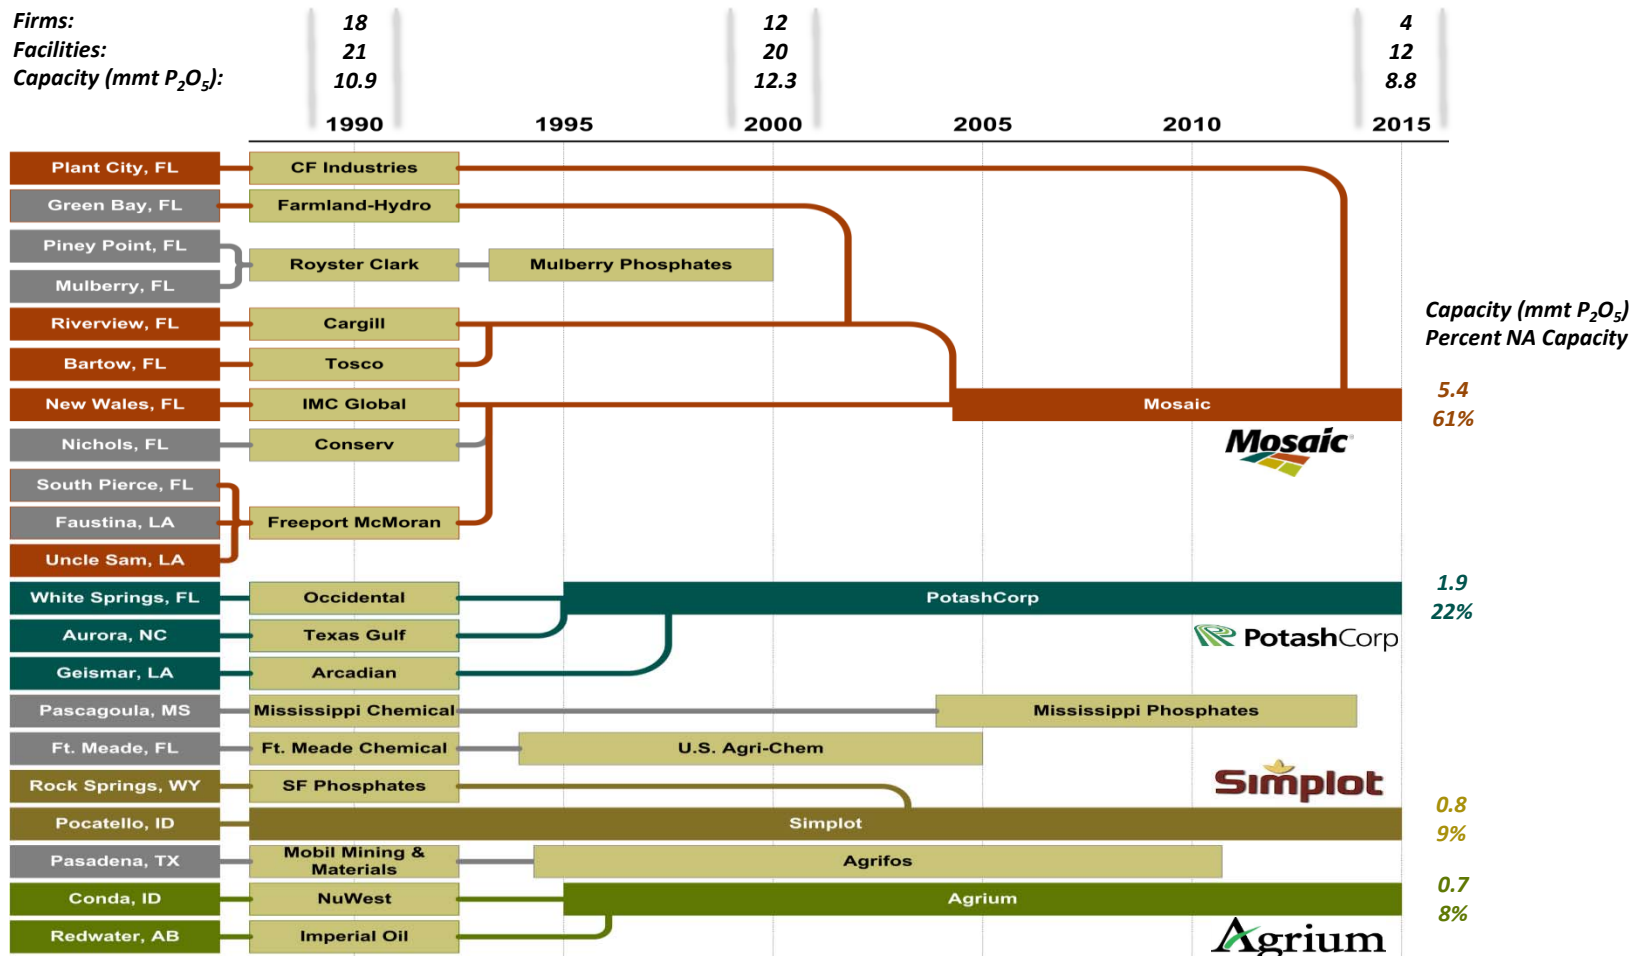 Firms: 18 12 4
Facilities: 21 20 12
Capacity (mmt P₂O₅): 10.9 12.3 8.8
1990 1995 2000 2005 2010 2015
Plant City, FL CF Industries
Green Bay, FL Farmland-Hydro
Piney Point, FL
Royster Clark Mulberry Phosphates
Mulberry, FL
Capacity (mmt P₂O₅)
Percent NA Capacity
Riverview, FL Cargill
Bartow, FL Tosco
New Wales, FL IMC Global Mosaic
5.4
61%
Mosaic
Nichols, FL Conserv
South Pierce, FL
Faustina, LA Freeport McMoran
Uncle Sam, LA
White Springs, FL Occidental PotashCorp
1.9
22%
Aurora, NC Texas Gulf
PotashCorp
Geismar, LA Arcadian
Pascagoula, MS Mississippi Chemical Mississippi Phosphates
Ft. Meade, FL Ft. Meade Chemical U.S. Agri-Chem
Simplot
Rock Springs, WY SF Phosphates
Pocatello, ID Simplot
0.8
9%
Pasadena, TX Mobil Mining &
Materials Agrifos
Conda, ID NuWest Agrium
0.7
8%
Redwater, AB Imperial Oil
Agrium